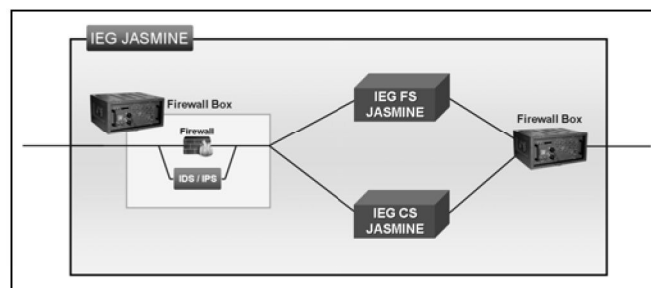 IEG JASMINE
Firewall Box
Firewall
IDS / IPS
IEG FS
JASMINE
IEG CS
JASMINE
Firewall Box